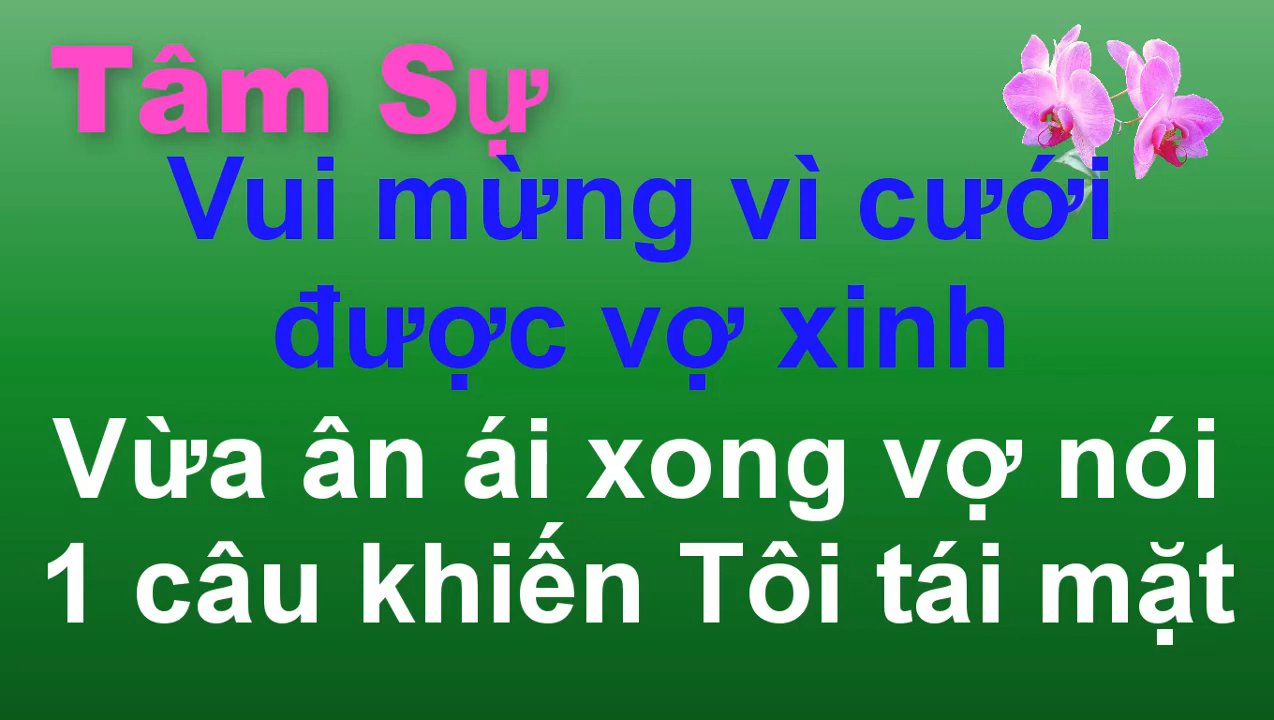 Tâm Sự
Vui mừng vì cưới
được vợ xinh
Vừa ân ái xong vợ nói
1 câu khiến Tôi tái mặt